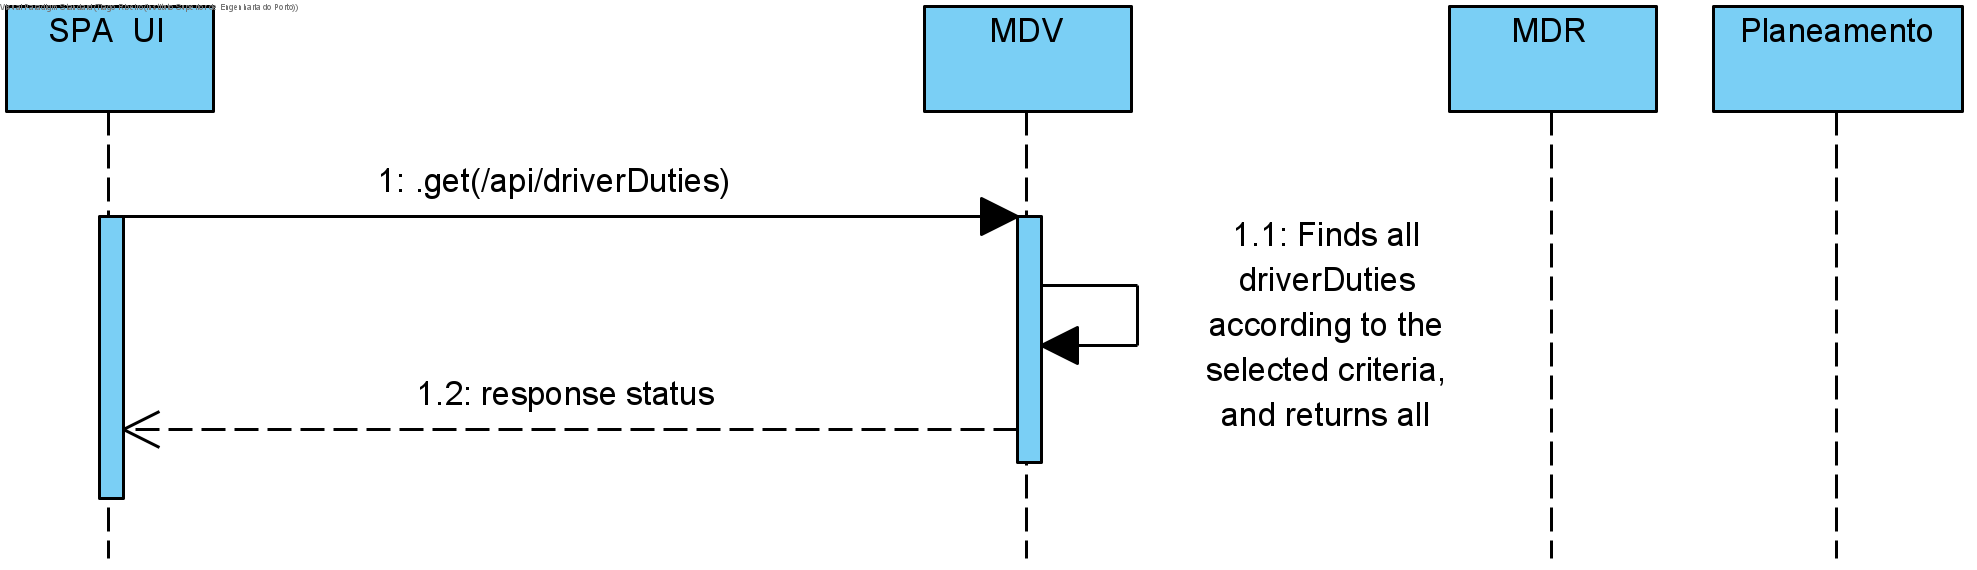 Engenharia do Porto))
SPA UI
MDV
MDR
Planeamento
1: .get(/api/driverDuties)
1.1: Finds all
driverDuties
according to the
selected criteria,
and returns all
1.2: response status